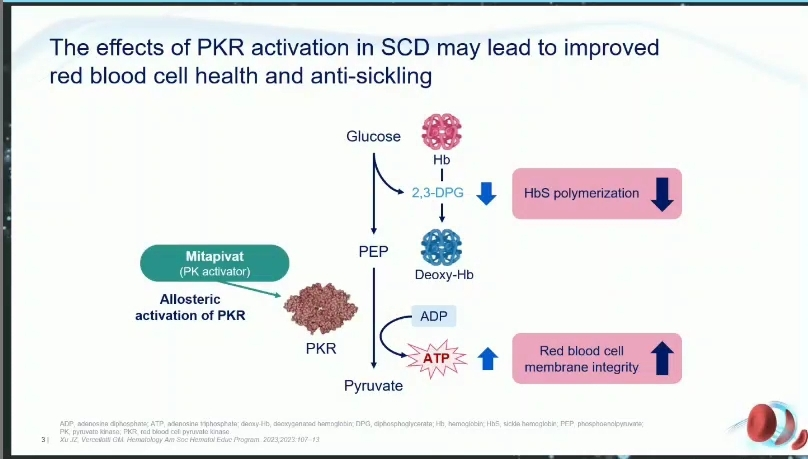 The effects of PKR activation in SCD may lead to improved
red blood cell health and anti-sickling
Glucose
Hb
2,3-DPG
HbS polymerization
PEP
Deoxy-Hb
Mitapivat
(PK activator)
Allosteric
activation of PKR
PKR
ADP
ATP
Red blood cell
membrane integrity
Pyruvate
ADP, adenosine diphosphate; ATP, adenosine triphosphate; deoxy-Hb, deoxygenated hemoglobin; DPG, diphosphoglycerate; Hb, hemoglobin; HbS, sickle hemoglobin; PEP, phosphoenolpyruvate;
PK, pyruvate kinase; PKR, red blood cell pyruvate kinase
3 |
Xu JZ, Vercellotti GM. Hematology Am Soc Hematol Educ Program. 2023;2023:107–13